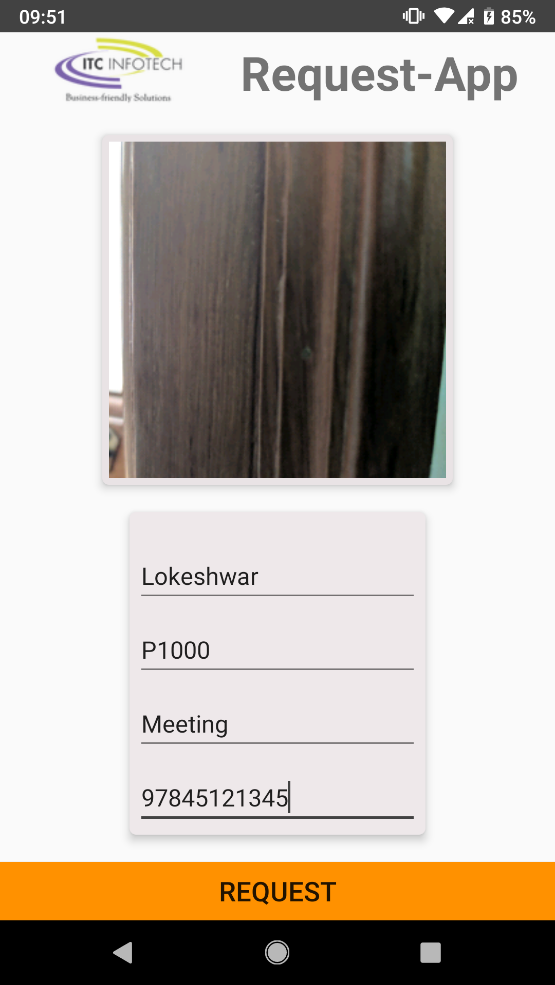 09:51 85%
ITC INFOTECH
Business-friendly Solutions
Request-App
Lokeshwar
P1000
Meeting
97845121345
REQUEST